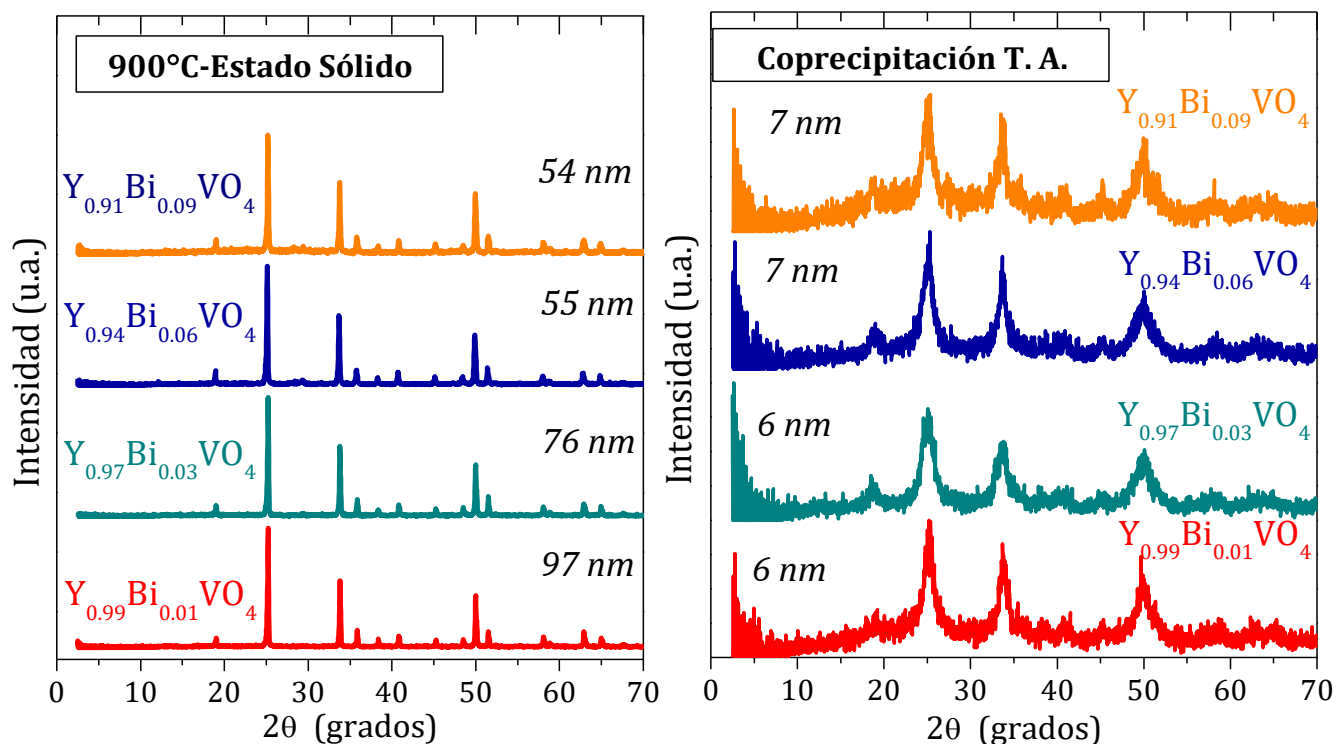 900°C-Estado Sólido
Y0.91Bi0.09VO4
54 nm
Y0.94Bi0.06VO4
55 nm
Y0.97Bi0.03VO4
76 nm
Y0.99Bi0.01VO4
97 nm
Intensidad (u.a.)
0 10 20 30 40 50 60 70
2θ (grados)
Coprecipitación T. A.
7 nm
Y0.91Bi0.09VO4
7 nm
Y0.94Bi0.06VO4
6 nm
Y0.97Bi0.03VO4
6 nm
Y0.99Bi0.01VO4
Intensidad (u.a.)
0 10 20 30 40 50 60 70
2θ (grados)